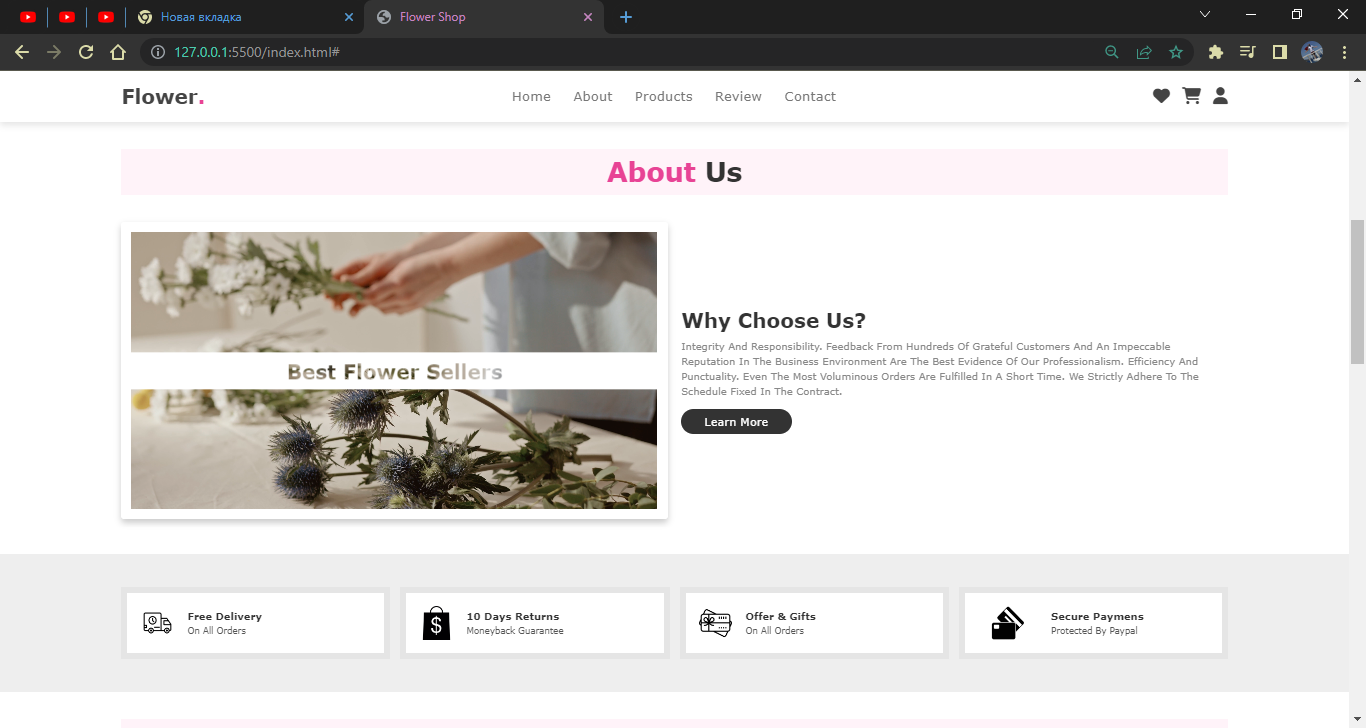 Новая вкладка
Flower Shop
127.0.0.1:5500/index.html#
Flower.
Home About Products Review Contact
About Us
Best Flower Sellers
Why Choose Us?
Integrity And Responsibility. Feedback From Hundreds Of Grateful Customers And An Impeccable
Reputation In The Business Environment Are The Best Evidence Of Our Professionalism. Efficiency And
Punctuality. Even The Most Voluminous Orders Are Fulfilled In A Short Time. We Strictly Adhere To The
Schedule Fixed In The Contract.
Learn More
Free Delivery
On All Orders
10 Days Returns
Moneyback Guarantee
Offer & Gifts
On All Orders
Secure Paymens
Protected By Paypal